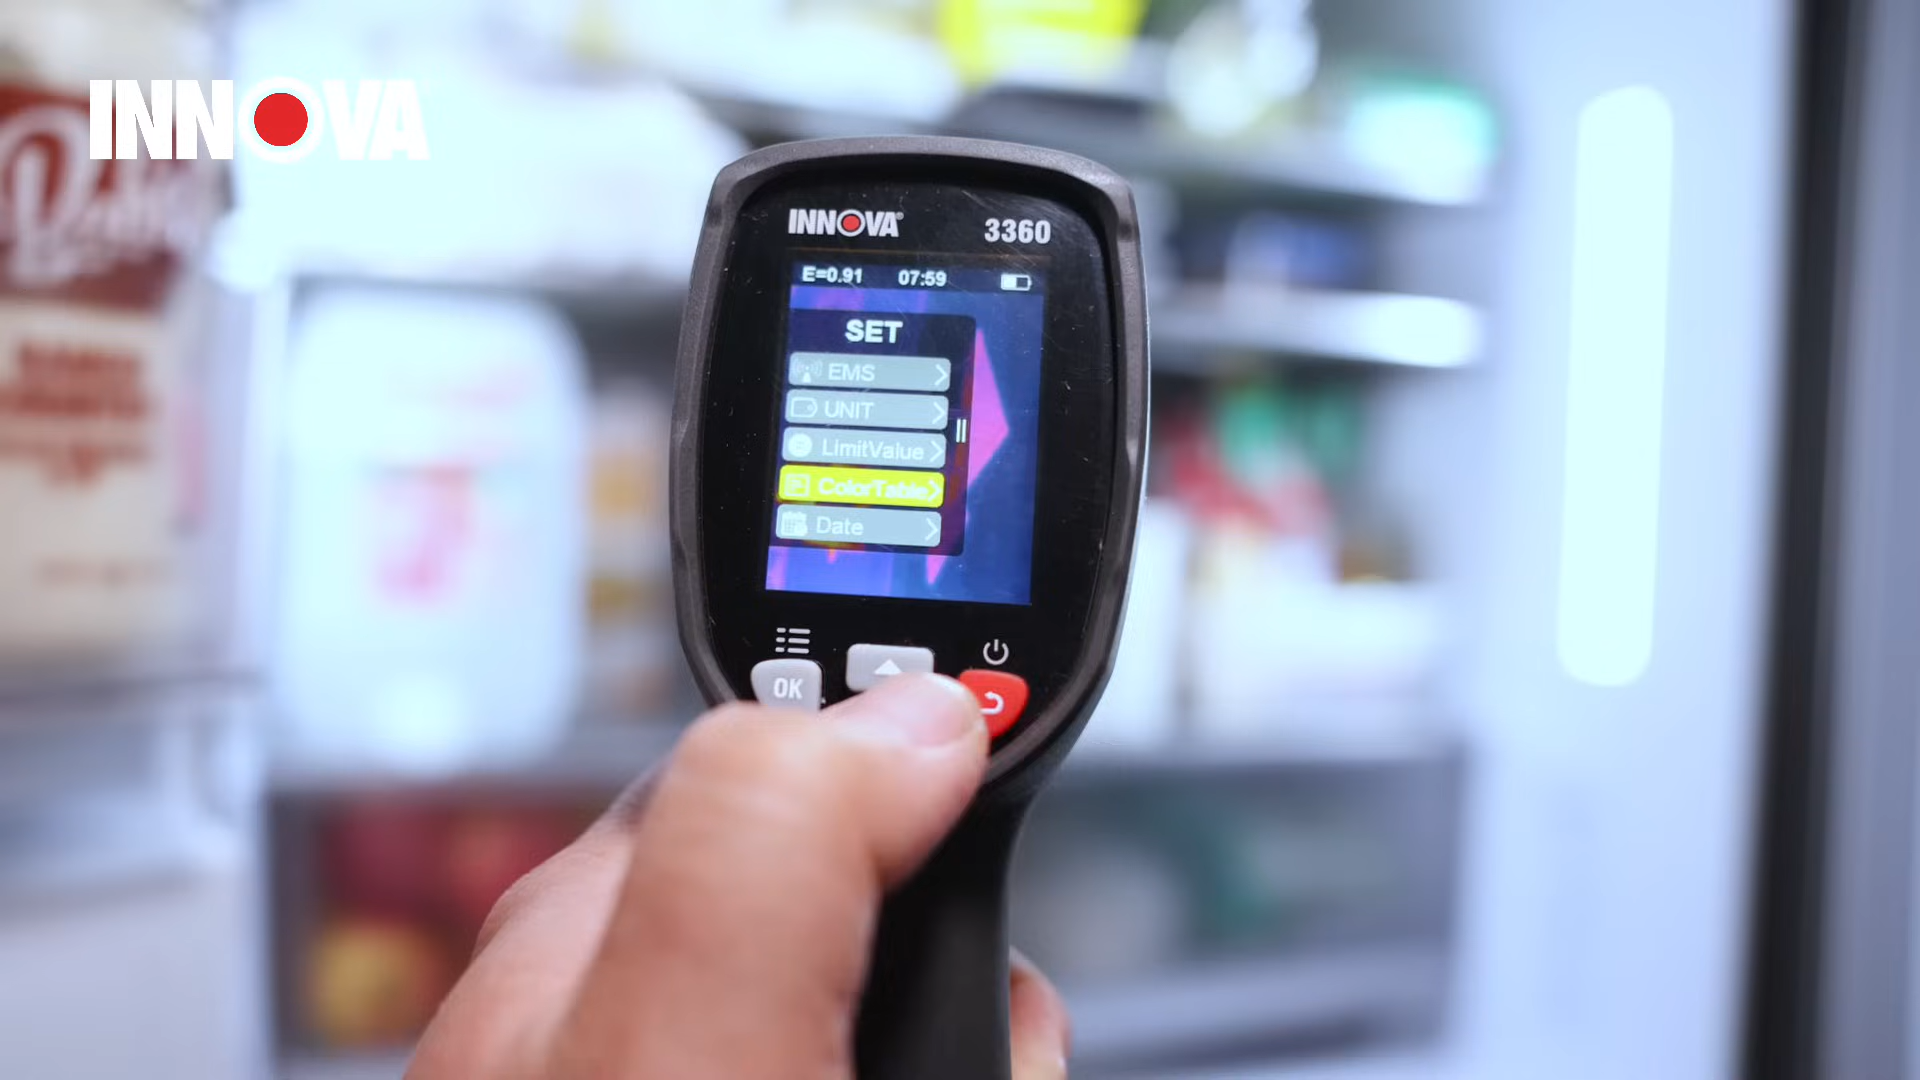 INNOVA
INNOVA® 3360
E=0.91 07:59
SET
EMS
UNIT
LimitValue
ColorTable
Date
OK